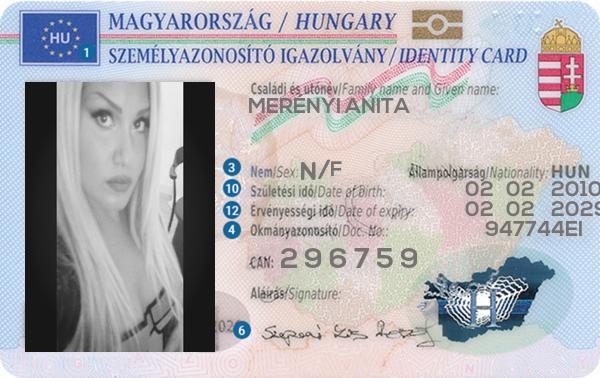 MAGYARORSZÁG / HUNGARY
HU 1
SZEMÉLYAZONOSÍTÓ IGAZOLVÁNY / IDENTITY CARD
Családi és utónév/Family name and Given name:
MERÉNYI ANITA
3 Nem/Sex: N/F Állampolgárság/Nationality: HUN
10 Születési idő/Date of Birth: 02 02 2010
12 Érvényességi idő/Date of expiry: 02 02 2029
4 Okmányazonosító/Doc. No.: 947744EI
CAN: 296759
Aláírás/Signature:
6